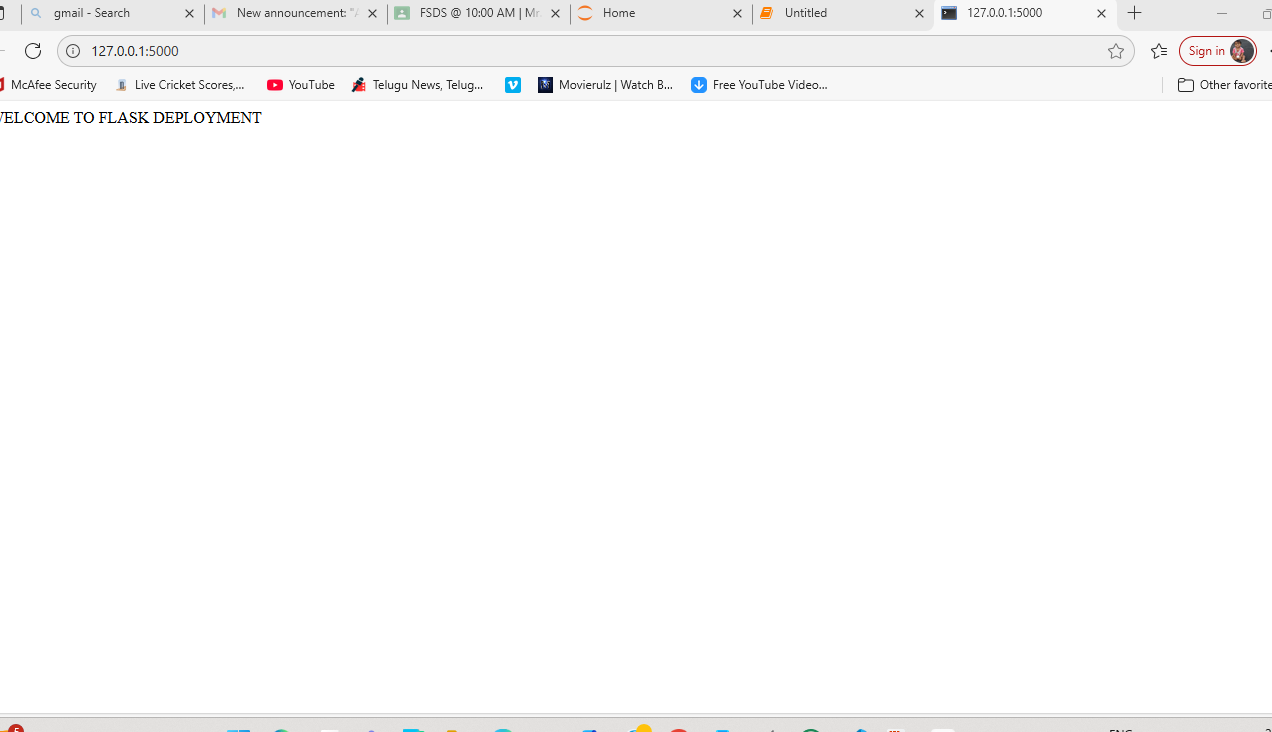 gmail - Search
New announcement: "A
FSDS @ 10:00 AM | Mr.
Home
Untitled
127.0.0.1:5000
127.0.0.1:5000
Sign in
McAfee Security
Live Cricket Scores,...
YouTube
Telugu News, Telug...
Movierulz | Watch B...
Free YouTube Video...
Other favorite
WELCOME TO FLASK DEPLOYMENT
5
ENG